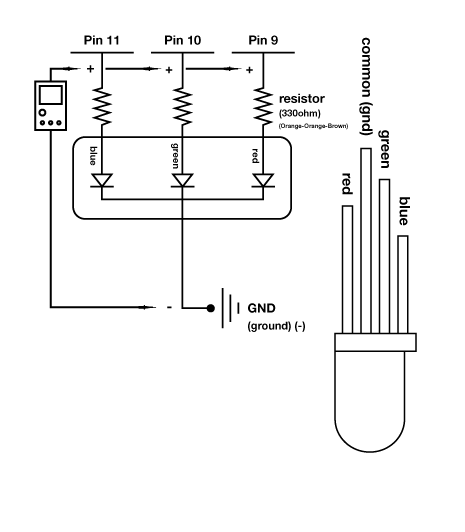 Pin 11 Pin 10 Pin 9
+ + +
resistor
(330ohm)
(Orange-Orange-Brown)
blue green red
- GND
(ground) (-)
red common (gnd) green blue